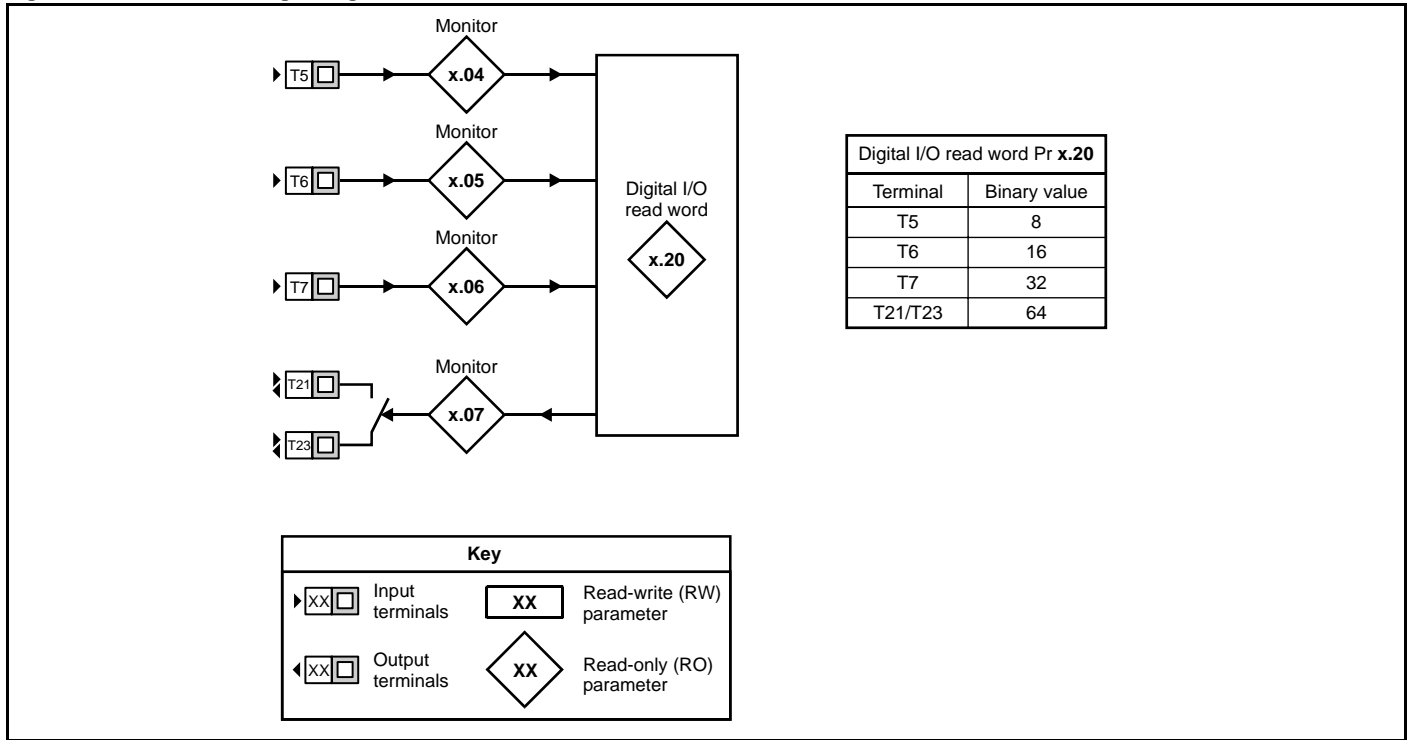 Monitor
T5
x.04
Monitor
T6
x.05
Digital I/O
read word
x.20
Monitor
T7
x.06
Monitor
T21
x.07
T23
Digital I/O read word Pr x.20
Terminal Binary value
T5 8
T6 16
T7 32
T21/T23 64
Key
XX Input
terminals
XX Read-write (RW)
parameter
XX Output
terminals
XX Read-only (RO)
parameter